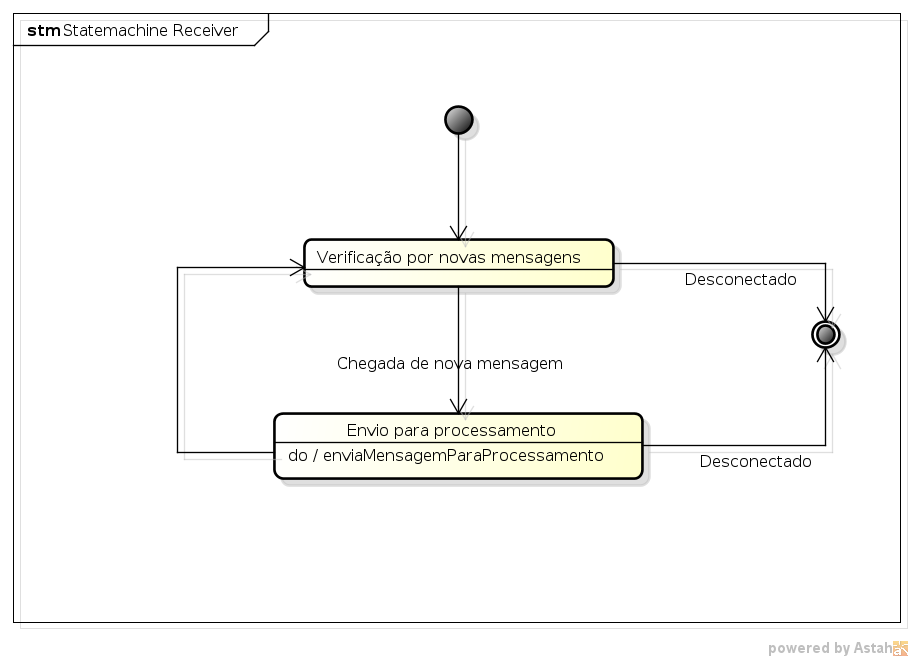 stm Statemachine Receiver
Verificação por novas mensagens
Desconectado
Chegada de nova mensagem
Envio para processamento
do / enviaMensagemParaProcessamento
Desconectado
powered by Astah